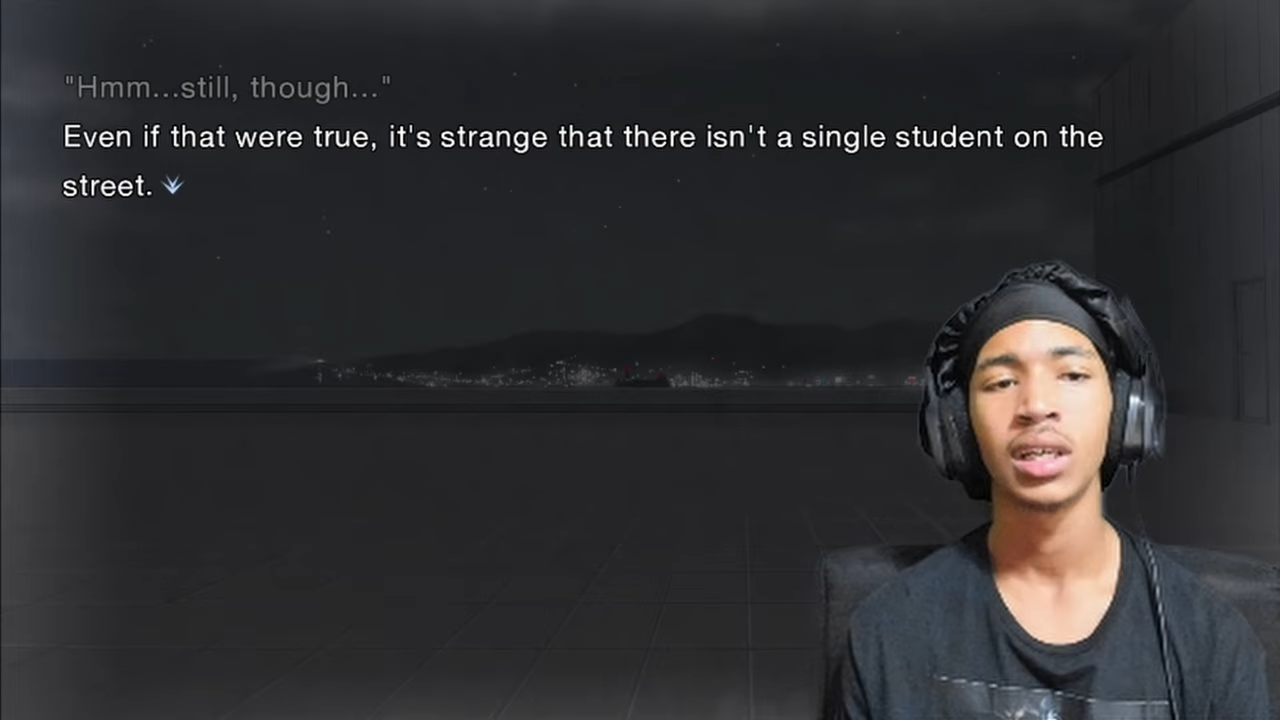 "Hmm...still, though..."
Even if that were true, it's strange that there isn't a single student on the
street.